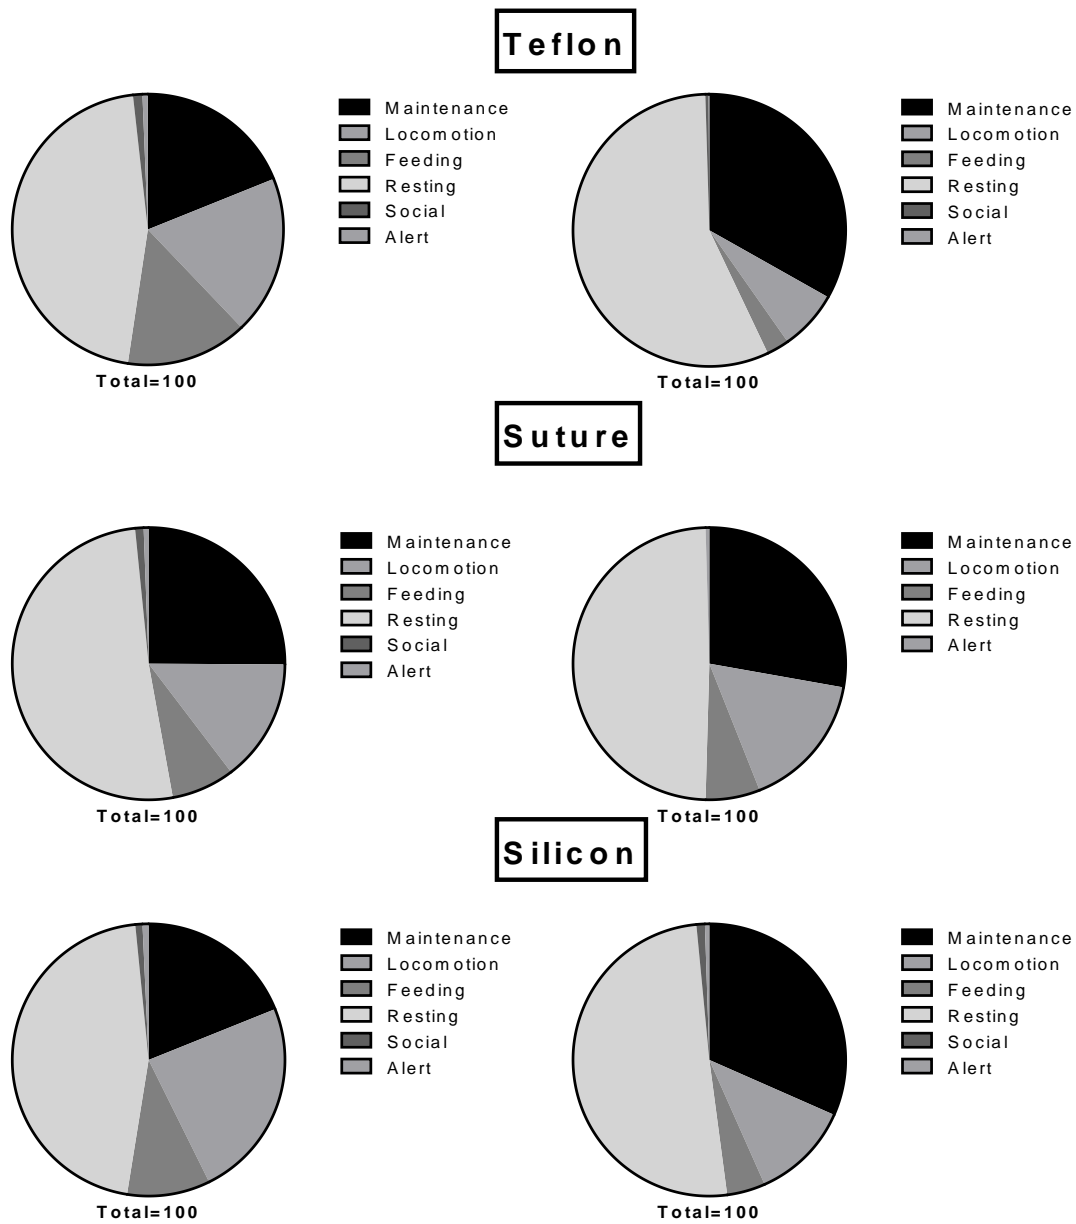 Teflon
Maintenance
Locomotion
Feeding
Resting
Social
Alert
Total=100
Maintenance
Locomotion
Feeding
Resting
Social
Alert
Total=100
Suture
Maintenance
Locomotion
Feeding
Resting
Social
Alert
Total=100
Maintenance
Locomotion
Feeding
Resting
Alert
Total=100
Silicon
Maintenance
Locomotion
Feeding
Resting
Social
Alert
Total=100
Maintenance
Locomotion
Feeding
Resting
Social
Alert
Total=100